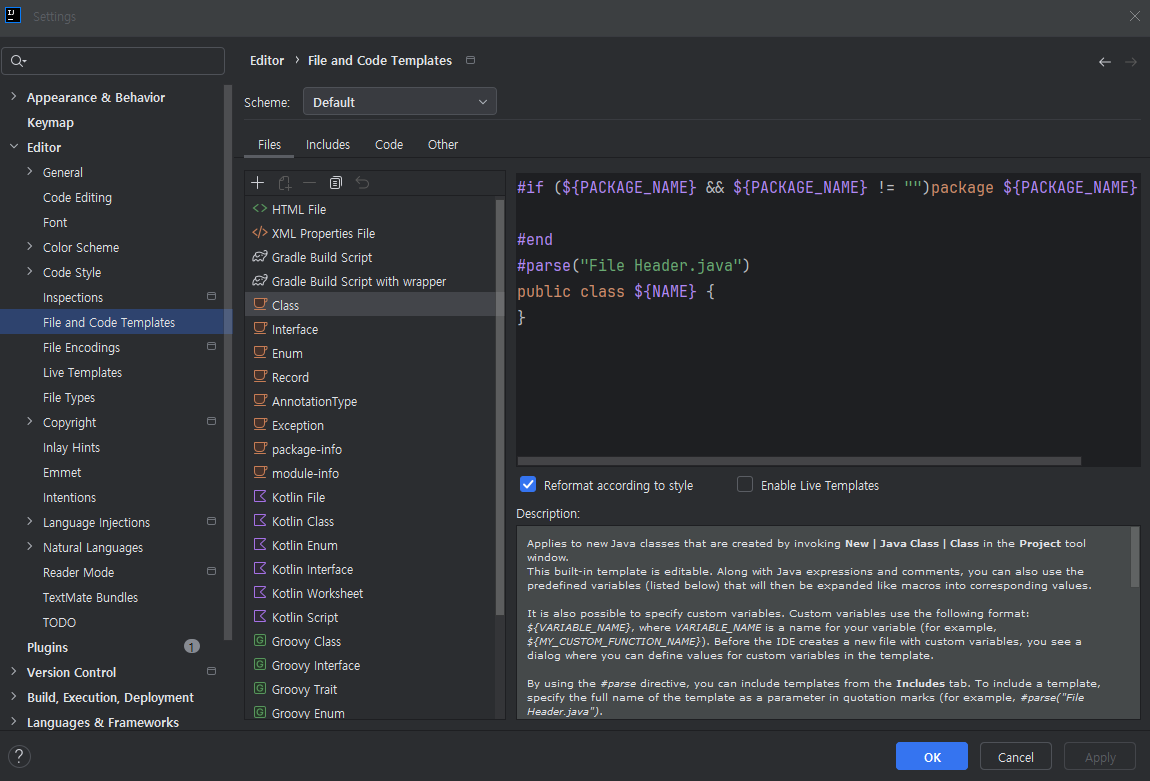 Settings
Editor › File and Code Templates
Scheme: Default
Files Includes Code Other
Appearance & Behavior
Keymap
Editor
General
Code Editing
Font
Color Scheme
Code Style
Inspections
File and Code Templates
File Encodings
Live Templates
File Types
Copyright
Inlay Hints
Emmet
Intentions
Language Injections
Natural Languages
Reader Mode
TextMate Bundles
TODO
Plugins 1
Version Control
Build, Execution, Deployment
Languages & Frameworks
HTML File
XML Properties File
Gradle Build Script
Gradle Build Script with wrapper
Class
Interface
Enum
Record
AnnotationType
Exception
package-info
module-info
Kotlin File
Kotlin Class
Kotlin Enum
Kotlin Interface
Kotlin Worksheet
Kotlin Script
Groovy Class
Groovy Interface
Groovy Trait
Groovy Enum
#if (${PACKAGE_NAME} && ${PACKAGE_NAME} != "")package ${PACKAGE_NAME}
#end
#parse("File Header.java")
public class ${NAME} {
}
Reformat according to style Enable Live Templates
Description:
Applies to new Java classes that are created by invoking New | Java Class | Class in the Project tool
window.
This built-in template is editable. Along with Java expressions and comments, you can also use the
predefined variables (listed below) that will then be expanded like macros into corresponding values.
It is also possible to specify custom variables. Custom variables use the following format:
${VARIABLE_NAME}, where VARIABLE_NAME is a name for your variable (for example,
${MY_CUSTOM_FUNCTION_NAME}). Before the IDE creates a new file with custom variables, you see a
dialog where you can define values for custom variables in the template.
By using the #parse directive, you can include templates from the Includes tab. To include a template,
specify the full name of the template as a parameter in quotation marks (for example, #parse("File
Header.java").
? OK Cancel Apply